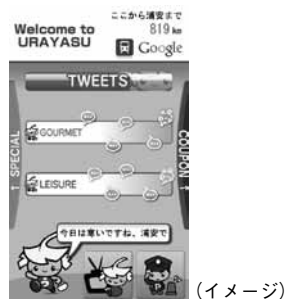 Welcome to
URAYASU
ここから浦安まで
819 km
Google
TWEETS
GOURMET
LEISURE
↑ SPECIAL
COUPON ↑
今日は寒いですね、浦安で
P
(イメージ)